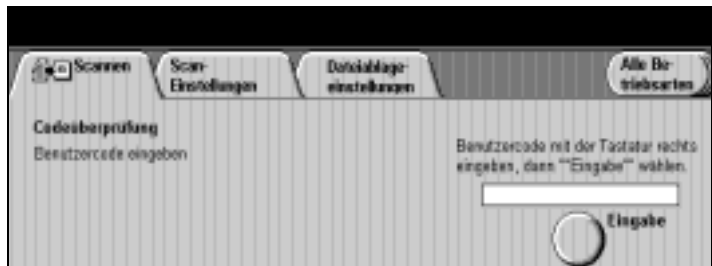 Scannen
Scan-
Einstellungen
Dateiablage-
einstellungen
Alle Be-
triebsarten
Codeüberprüfung
Benutzercode eingeben
Benutzercode mit der Tastatur rechts
eingeben, dann ""Eingabe"" wählen.
Eingabe